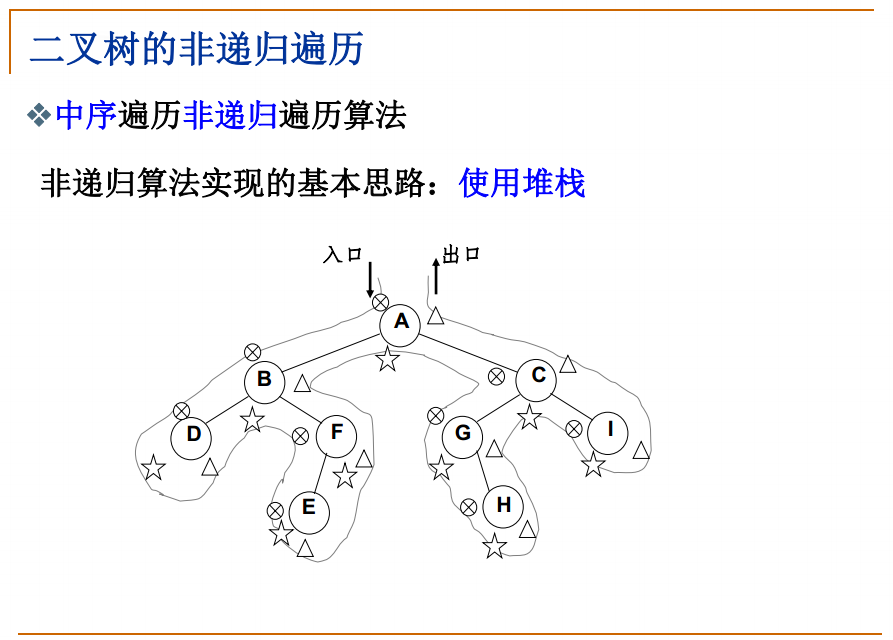 二叉树的非递归遍历
❖中序遍历非递归遍历算法
非递归算法实现的基本思路：使用堆栈
入口 出口
A
B C
D F G I
E H